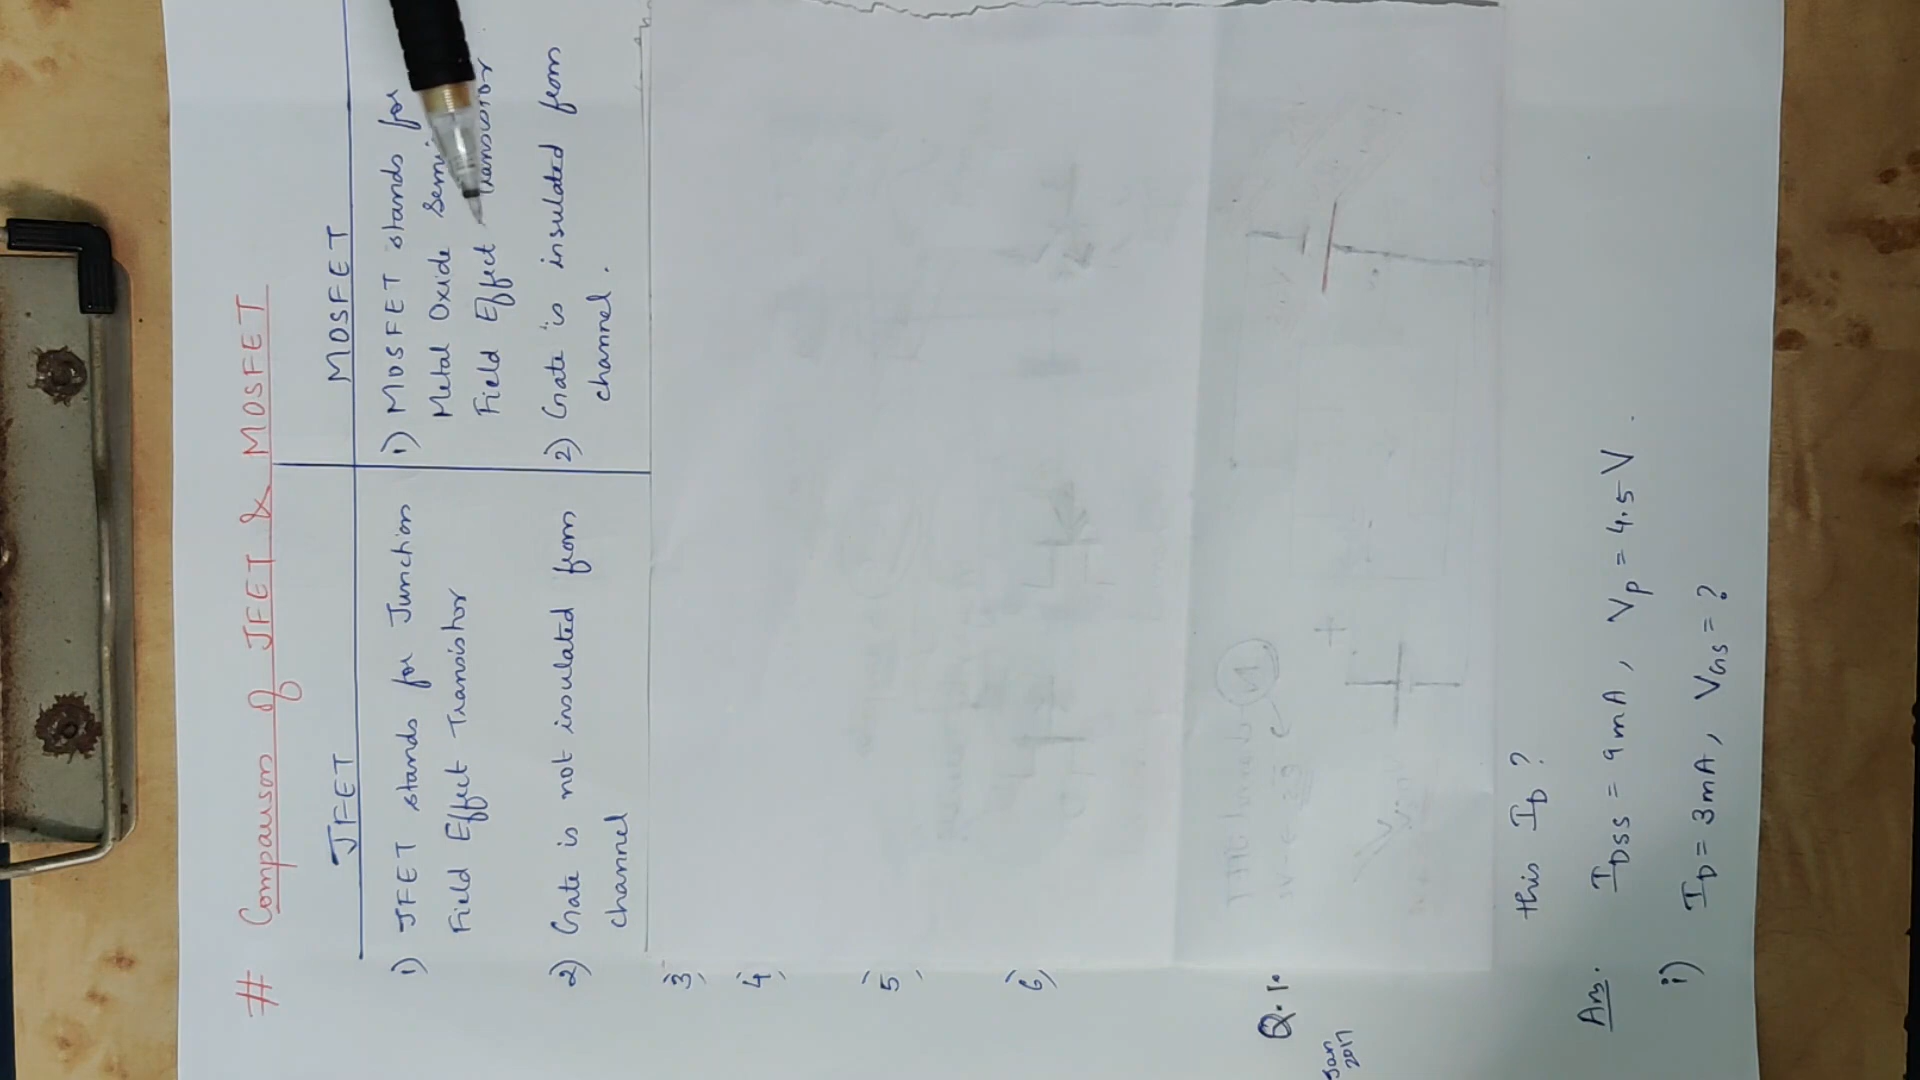 # Comparison of JFET & MOSFET
JFET
MOSFET
1) JFET stands for Junction
Field Effect Transistor
1) MOSFET stands for
Metal Oxide Semi
Field Effect Transistor
2) Gate is not insulated from
channel
2) Gate is insulated from
channel.
3)
4)
5)
6)
Q.1.
Jan
2017
this ID?
Ans. IDSS = 9mA, VP = 4.5V.
i) ID = 3mA, VGS = ?